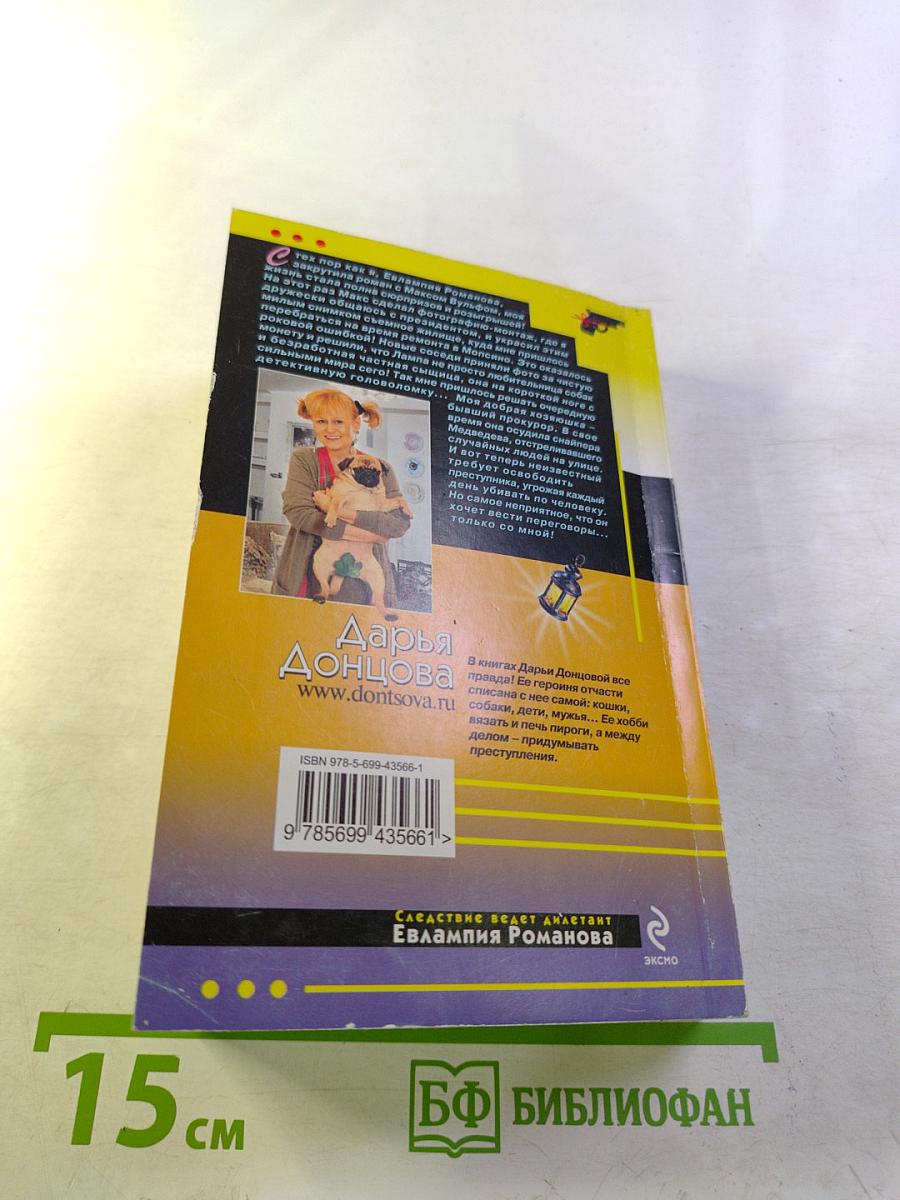 С тех пор как я, Евлампия Романова,
закрутила роман с Максом Вульфом, моя
жизнь стала полна сюрпризов и розыгрышей!
На этот раз Макс сделал фотографию-монтаж, где я
дружески общаюсь с президентом, и украсил этим
милым снимком съемное жилище, куда мне пришлось
перебраться на время ремонта в Мопсино. Это оказалось
роковой ошибкой! Новые соседи приняли фото за чистую
монету и решили, что Лампа не просто любительница собак
и безработная частная сыщица, она на короткой ноге с
сильными мира сего! Так мне пришлось решать очередную
детективную головоломку... Моя добрая хозяюшка –
бывший прокурор. В свое
время она осудила снайпера
Медведева, отстреливавшего
случайных людей на улице.
И вот теперь неизвестный
требует освободить
преступника, угрожая каждый
день убивать по человеку.
Но самое неприятное, что он
хочет вести переговоры...
только со мной!
Дарья
Донцова
www.dontsova.ru
В книгах Дарьи Донцовой все
правда! Ее героиня отчасти
списана с нее самой: кошки,
собаки, дети, мужья... Ее хобби
вязать и печь пироги, а между
делом – придумывать
преступления.
ISBN 978-5-699-43566-1
9 785699 435661 >
Следствие ведет дилетант
Евлампия Романова
эксмо
15 см
БФ БИБЛИОФАН